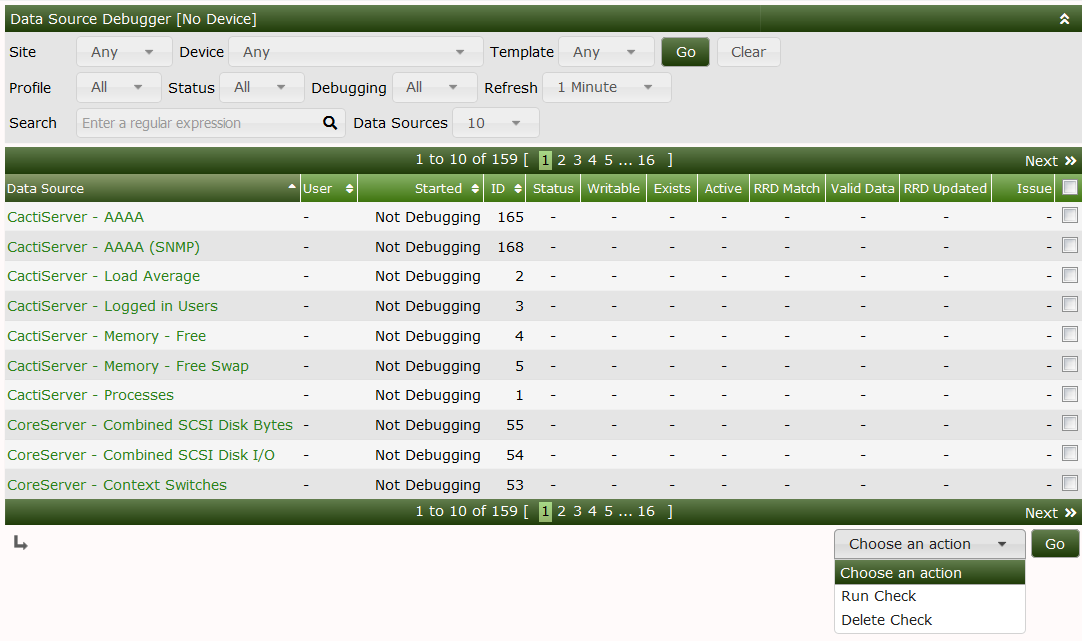 Data Source Debugger [No Device]
Site Any Device Any Template Any Go Clear
Profile All Status All Debugging All Refresh 1 Minute
Search Enter a regular expression Data Sources 10
1 to 10 of 159 [ 1 2 3 4 5 ... 16 ] Next
Data Source User Started ID Status Writable Exists Active RRD Match Valid Data RRD Updated Issue
CactiServer - AAAA - Not Debugging 165 - - - - - - - -
CactiServer - AAAA (SNMP) - Not Debugging 168 - - - - - - - -
CactiServer - Load Average - Not Debugging 2 - - - - - - - -
CactiServer - Logged in Users - Not Debugging 3 - - - - - - - -
CactiServer - Memory - Free - Not Debugging 4 - - - - - - - -
CactiServer - Memory - Free Swap - Not Debugging 5 - - - - - - - -
CactiServer - Processes - Not Debugging 1 - - - - - - - -
CoreServer - Combined SCSI Disk Bytes - Not Debugging 55 - - - - - - - -
CoreServer - Combined SCSI Disk I/O - Not Debugging 54 - - - - - - - -
CoreServer - Context Switches - Not Debugging 53 - - - - - - - -
1 to 10 of 159 [ 1 2 3 4 5 ... 16 ] Next
Choose an action Go
Choose an action
Run Check
Delete Check